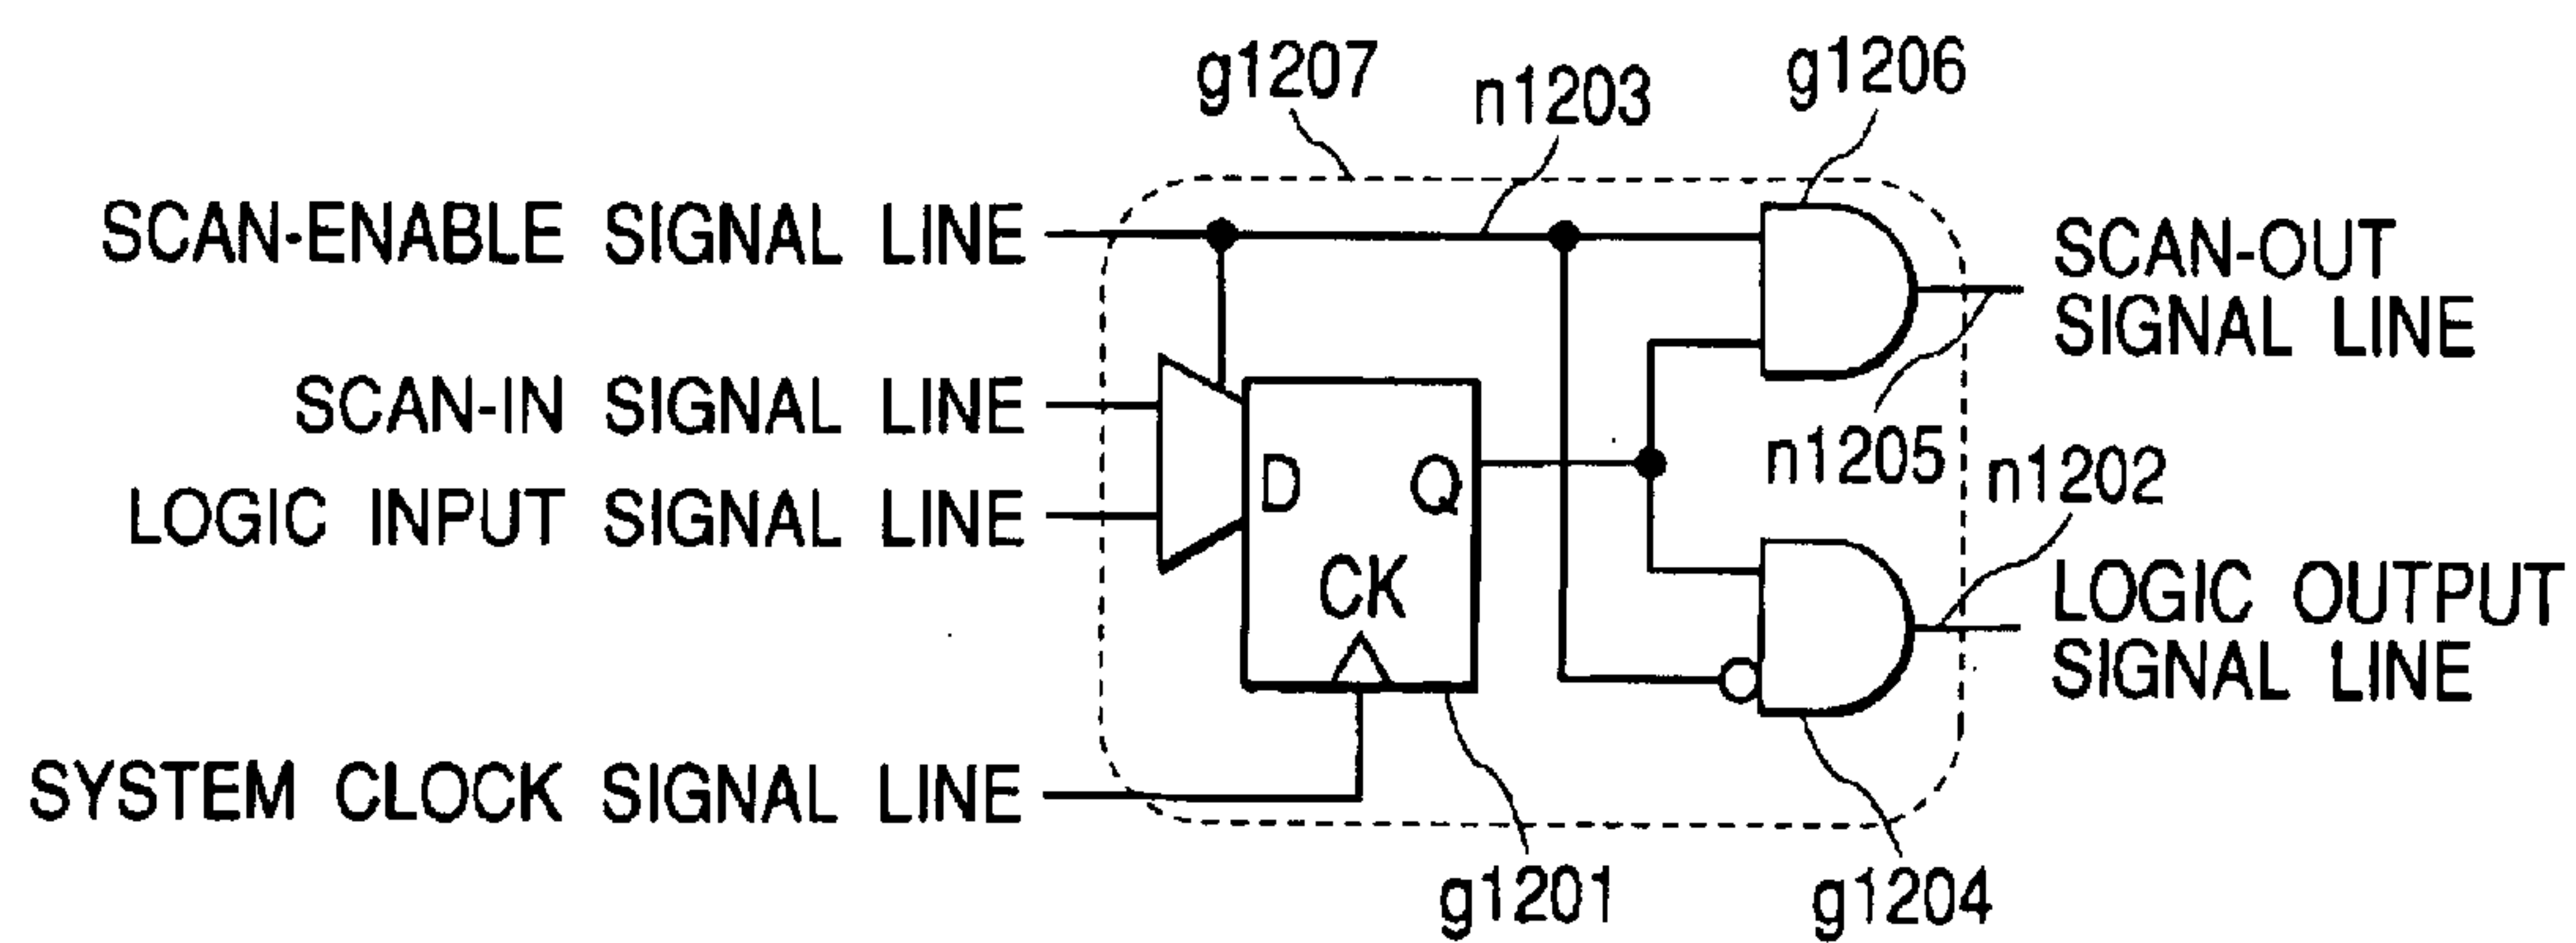 g1207
n1203
g1206
SCAN-ENABLE SIGNAL LINE
SCAN-OUT
SIGNAL LINE
SCAN-IN SIGNAL LINE
n1205
n1202
D
Q
LOGIC INPUT SIGNAL LINE
CK
LOGIC OUTPUT
SIGNAL LINE
SYSTEM CLOCK SIGNAL LINE
g1201
g1204